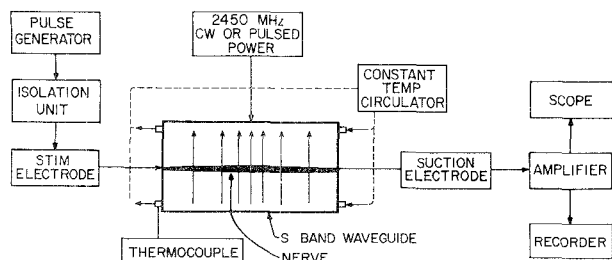 PULSE
GENERATOR
2450 MHz
CW OR PULSED
POWER
ISOLATION
UNIT
CONSTANT
TEMP
CIRCULATOR
SCOPE
STIM
ELECTRODE
SUCTION
ELECTRODE
AMPLIFIER
THERMOCOUPLE
S BAND WAVEGUIDE
NERVE
RECORDER